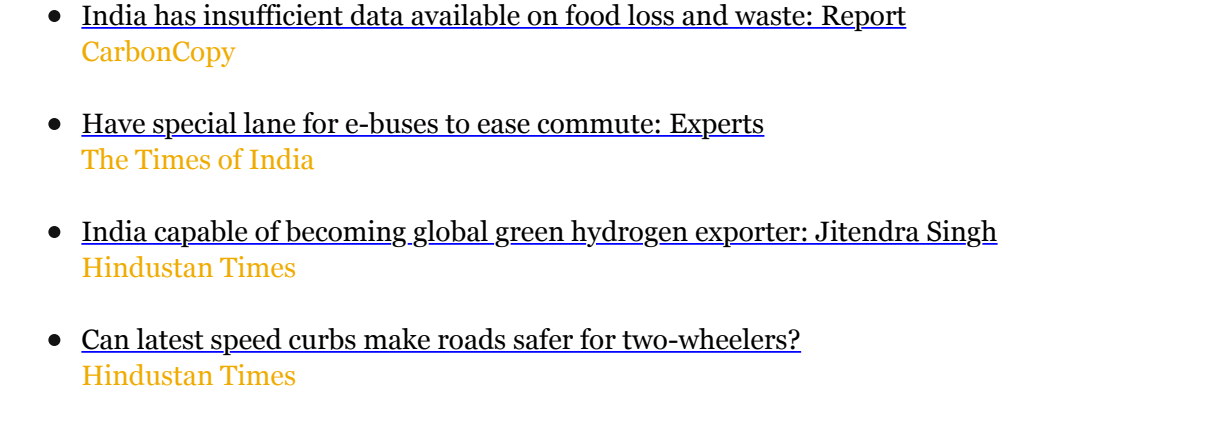 India has insufficient data available on food loss and waste: Report
CarbonCopy
Have special lane for e-buses to ease commute: Experts
The Times of India
India capable of becoming global green hydrogen exporter: Jitendra Singh
Hindustan Times
Can latest speed curbs make roads safer for two-wheelers?
Hindustan Times